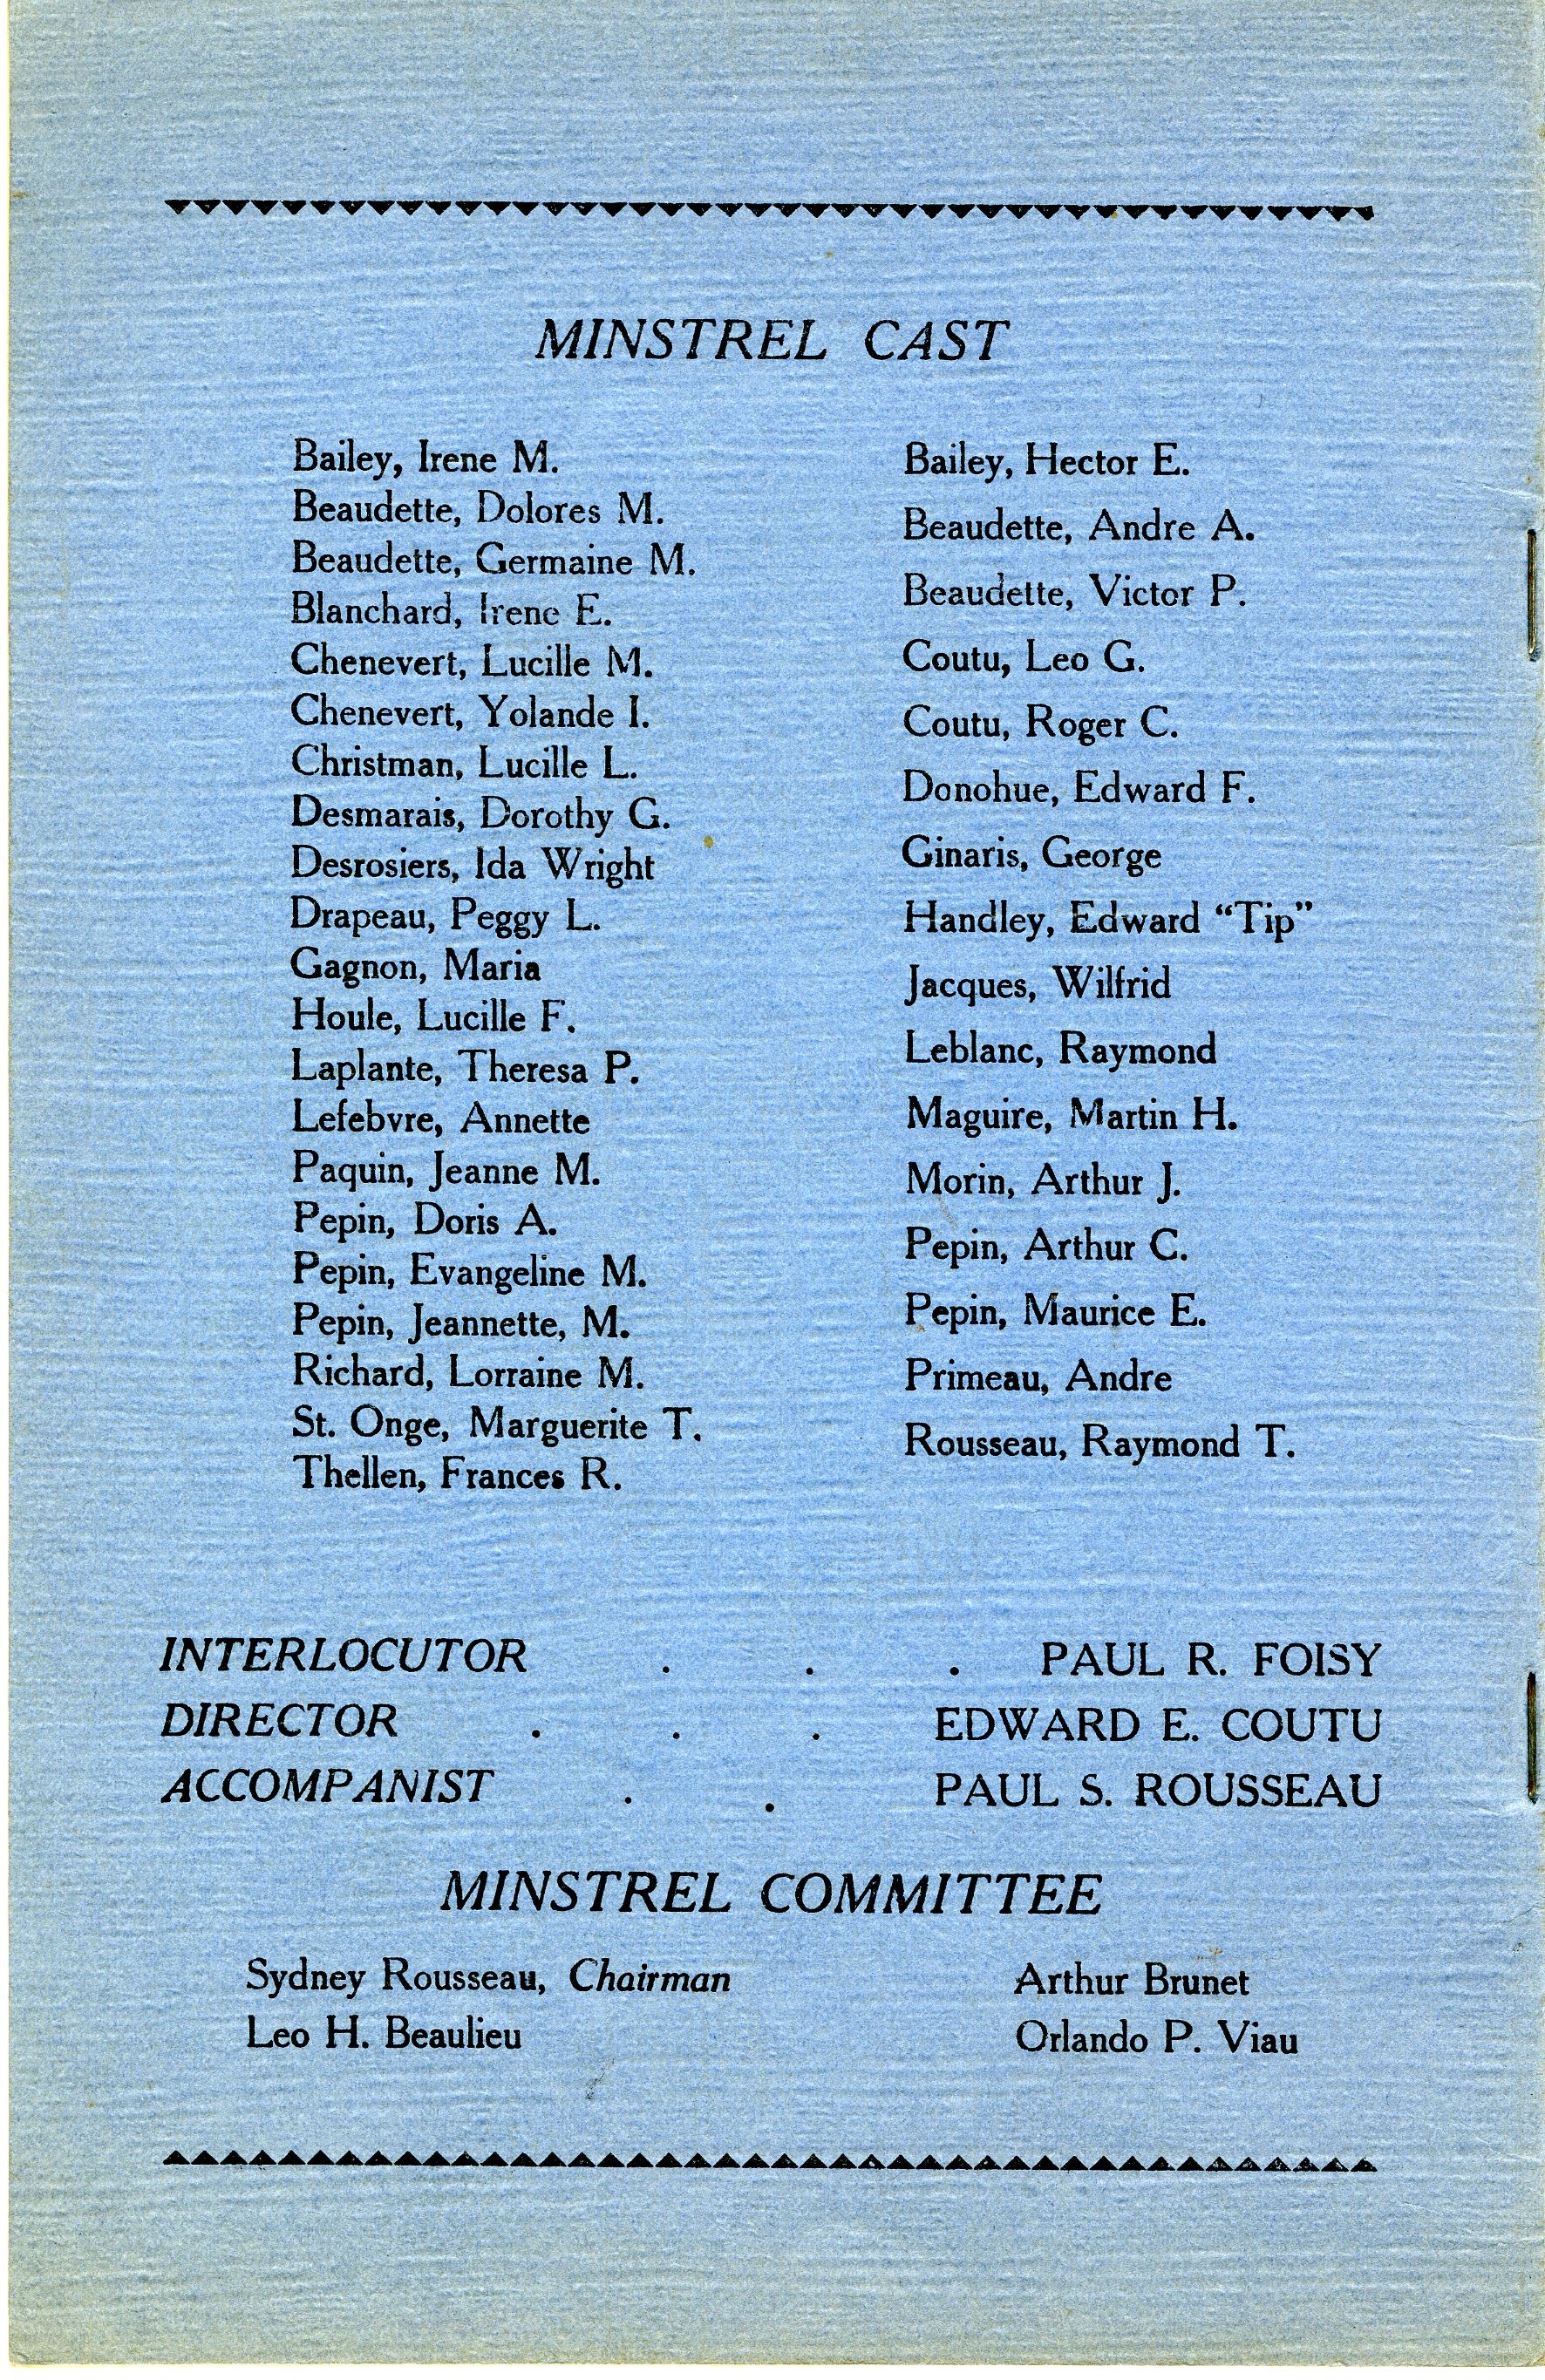 MINSTREL CAST
Bailey, Irene M.
Beaudette, Dolores M.
Beaudette, Germaine M.
Blanchard, Irene E.
Chenevert, Lucille M.
Chenevert, Yolande I.
Christman, Lucille L.
Desmarais, Dorothy G.
Desrosiers, Ida Wright
Drapeau, Peggy L.
Gagnon, Maria
Houle, Lucille F.
Laplante, Theresa P.
Lefebvre, Annette
Paquin, Jeanne M.
Pepin, Doris A.
Pepin, Evangeline M.
Pepin, Jeannette, M.
Richard, Lorraine M.
St. Onge, Marguerite T.
Thellen, Frances R.
Bailey, Hector E.
Beaudette, Andre A.
Beaudette, Victor P.
Coutu, Leo G.
Coutu, Roger C.
Donohue, Edward F.
Ginaris, George
Handley, Edward “Tip”
Jacques, Wilfrid
Leblanc, Raymond
Maguire, Martin H.
Morin, Arthur J.
Pepin, Arthur C.
Pepin, Maurice E.
Primeau, Andre
Rousseau, Raymond T.
INTERLOCUTOR . . . PAUL R. FOISY
DIRECTOR . . . EDWARD E. COUTU
ACCOMPANIST . . PAUL S. ROUSSEAU
MINSTREL COMMITTEE
Sydney Rousseau, Chairman
Leo H. Beaulieu
Arthur Brunet
Orlando P. Viau